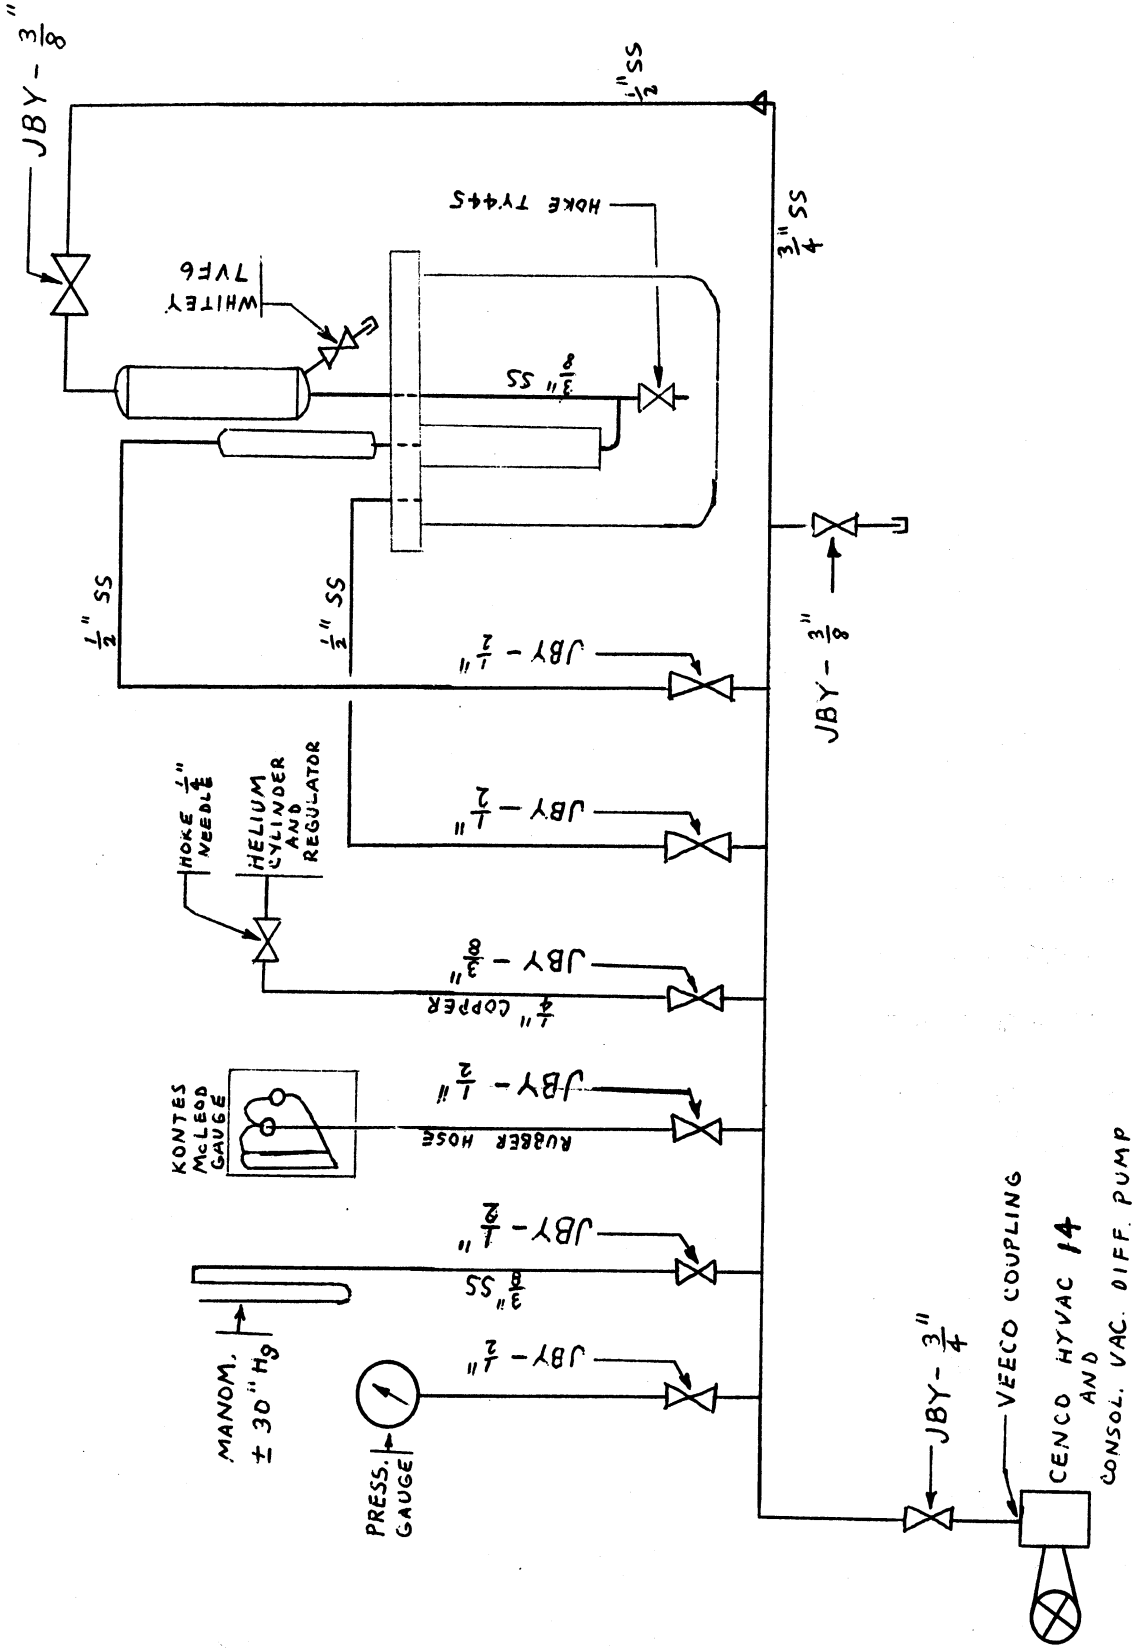 JBY - 3/8"
1/2" SS
3/4" SS
HOKE TY445
WHITEY
7VF6
3/8" SS
1/2" SS
1/2" SS
JBY - 1/2"
JBY - 3/8"
JBY - 1/2"
HOKE 1/4"
NEEDLE
HELIUM
CYLINDER
AND
REGULATOR
JBY - 3/8"
1/4" COPPER
KONTES
McLEOD
GAUGE
JBY - 1/2"
RUBBER HOSE
JBY - 1/2"
3/8" SS
MANOM.
± 30" Hg
JBY - 1/2"
PRESS.
GAUGE
JBY - 3/4"
VEECO COUPLING
CENCO HYVAC 14
AND
CONSOL. VAC. DIFF. PUMP